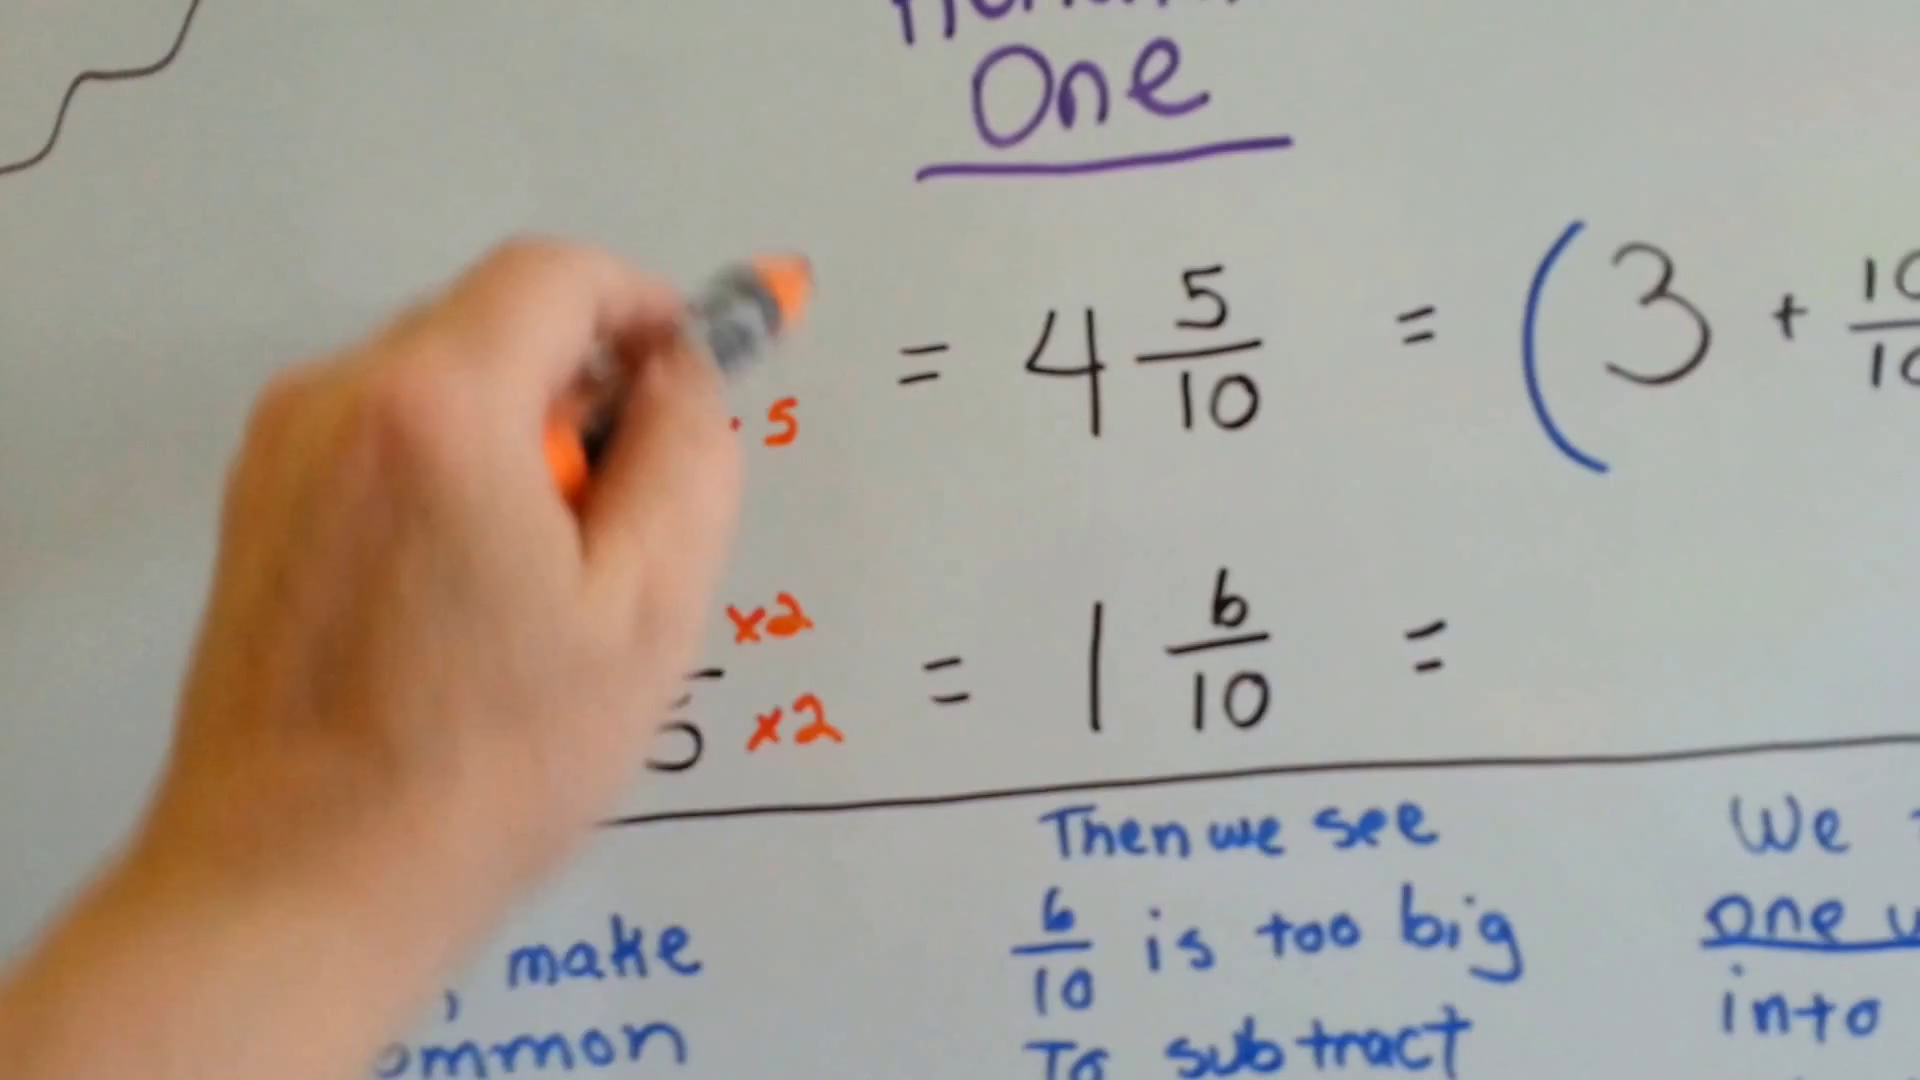 One
· 5 = 4 5/10 = ( 3 + 10/10
x2
5 x2 = 1 6/10 =
Then we see
6/10 is too big
To subtract
, make
ommon
We
one
into